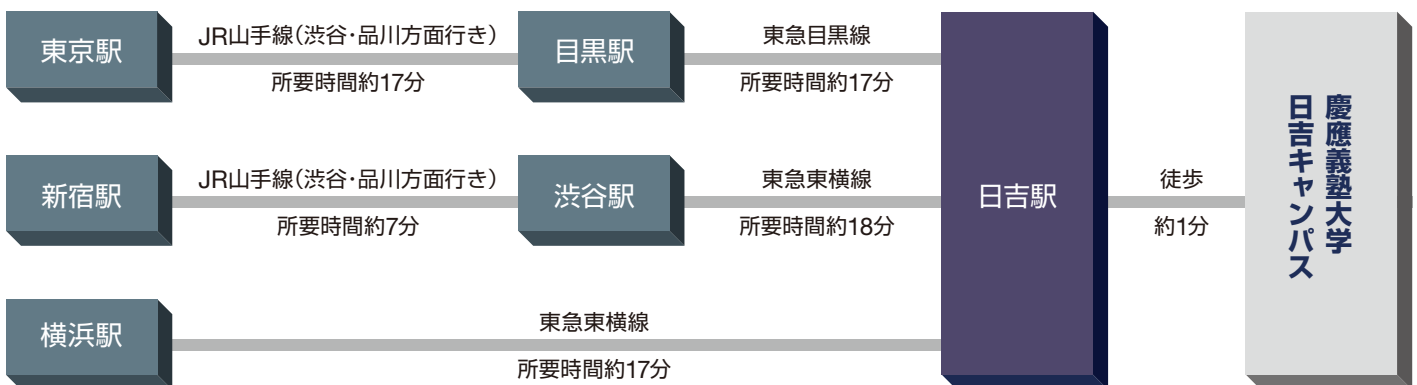 東京駅
JR山手線(渋谷・品川方面行き)
所要時間約17分
目黒駅
東急目黒線
所要時間約17分
新宿駅
JR山手線(渋谷・品川方面行き)
所要時間約7分
渋谷駅
東急東横線
所要時間約18分
横浜駅
東急東横線
所要時間約17分
日吉駅
徒歩
約1分
慶應義塾大学
日吉キャンパス